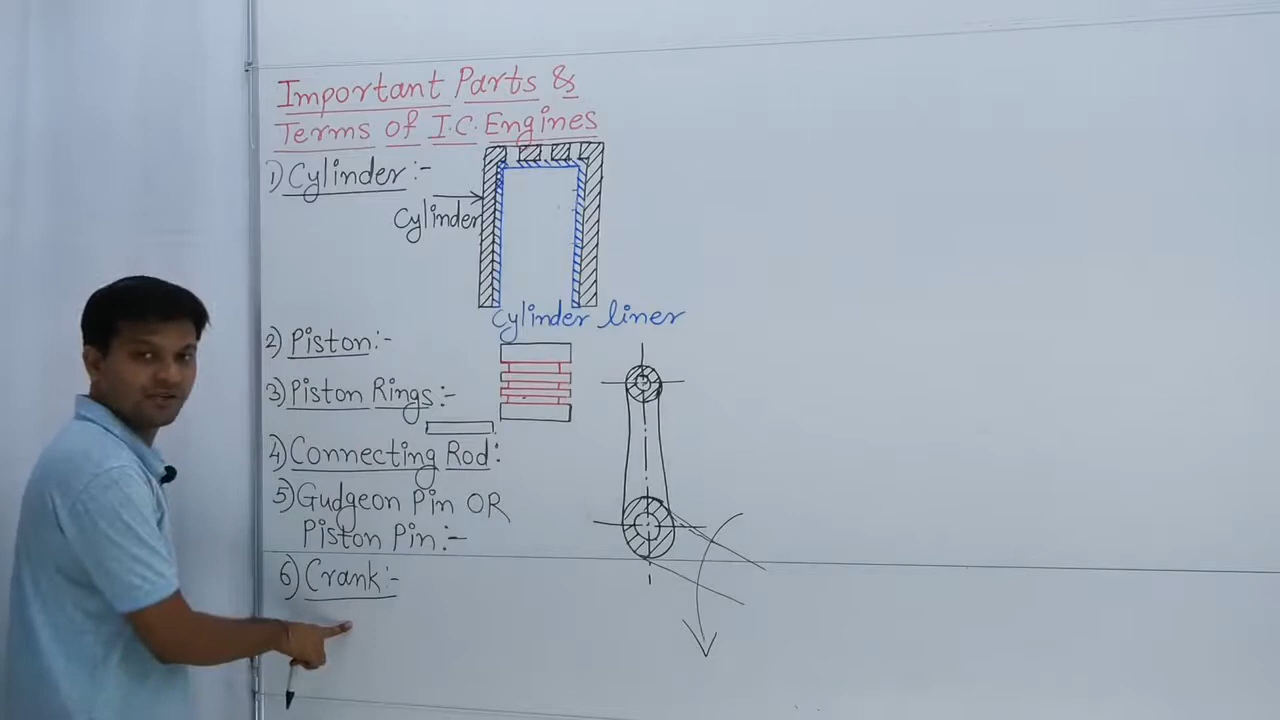 Important Parts &
Terms of I.C. Engines
1) Cylinder:-
Cylinder
Cylinder liner
2) Piston:-
3) Piston Rings:-
4) Connecting Rod:
5) Gudgeon Pin OR
Piston Pin:-
6) Crank:-